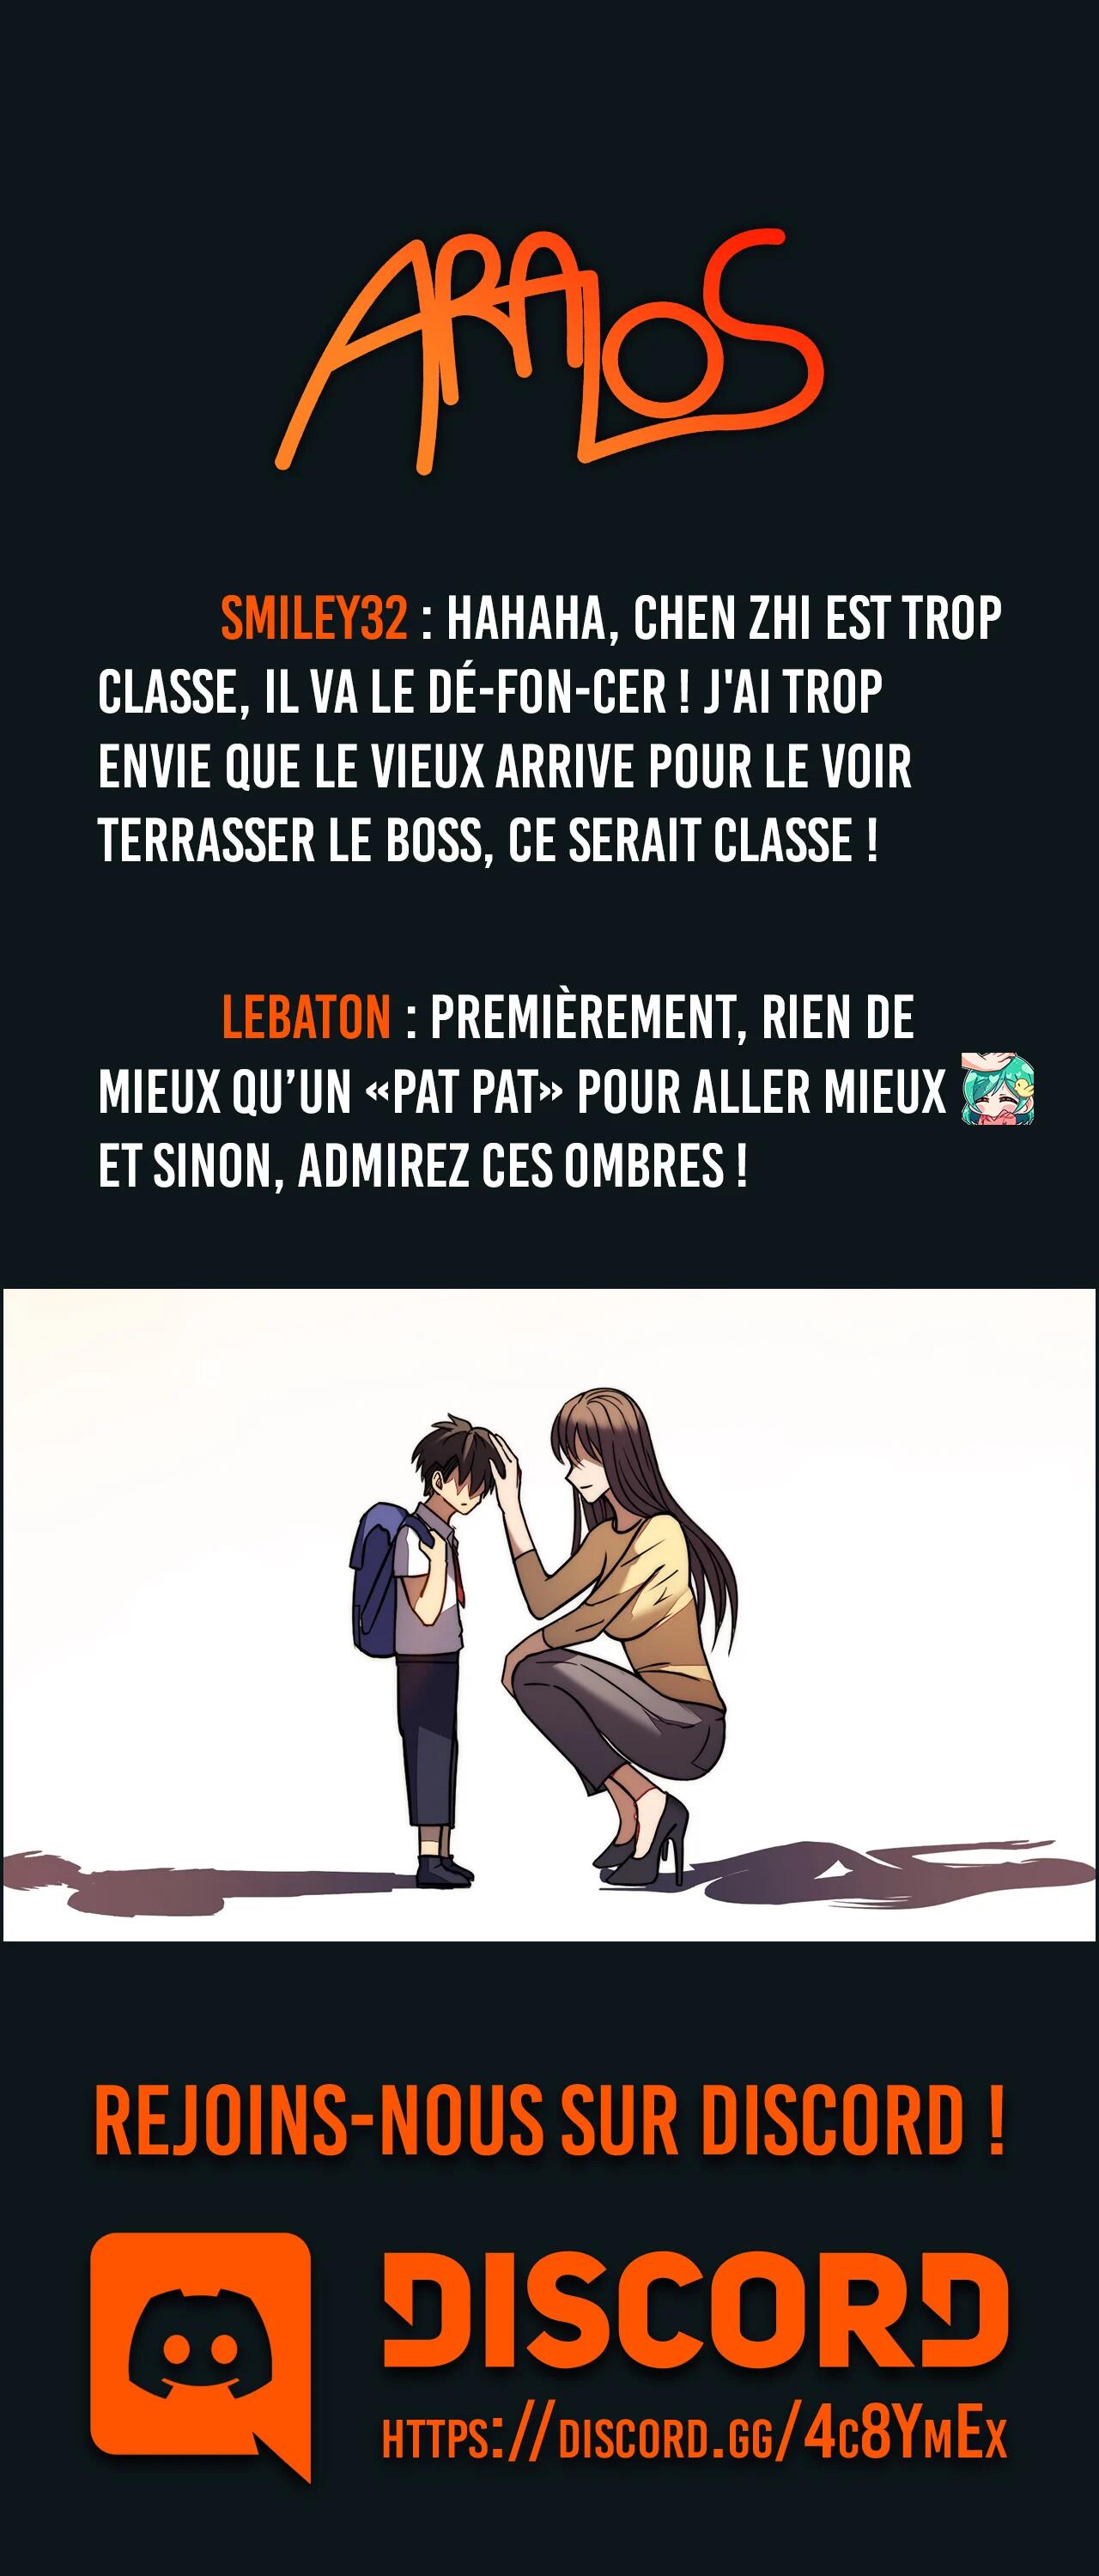 ARALOS
SMILEY32 : HAHAHA, CHEN ZHI EST TROP
CLASSE, IL VA LE DÉ-FON-CER ! J'AI TROP
ENVIE QUE LE VIEUX ARRIVE POUR LE VOIR
TERRASSER LE BOSS, CE SERAIT CLASSE !
LEBATON : PREMIÈREMENT, RIEN DE
MIEUX QU’UN «PAT PAT» POUR ALLER MIEUX
ET SINON, ADMIREZ CES OMBRES !
REJOINS-NOUS SUR DISCORD !
DISCORD
HTTPS://DISCORD.GG/4C8YMEX